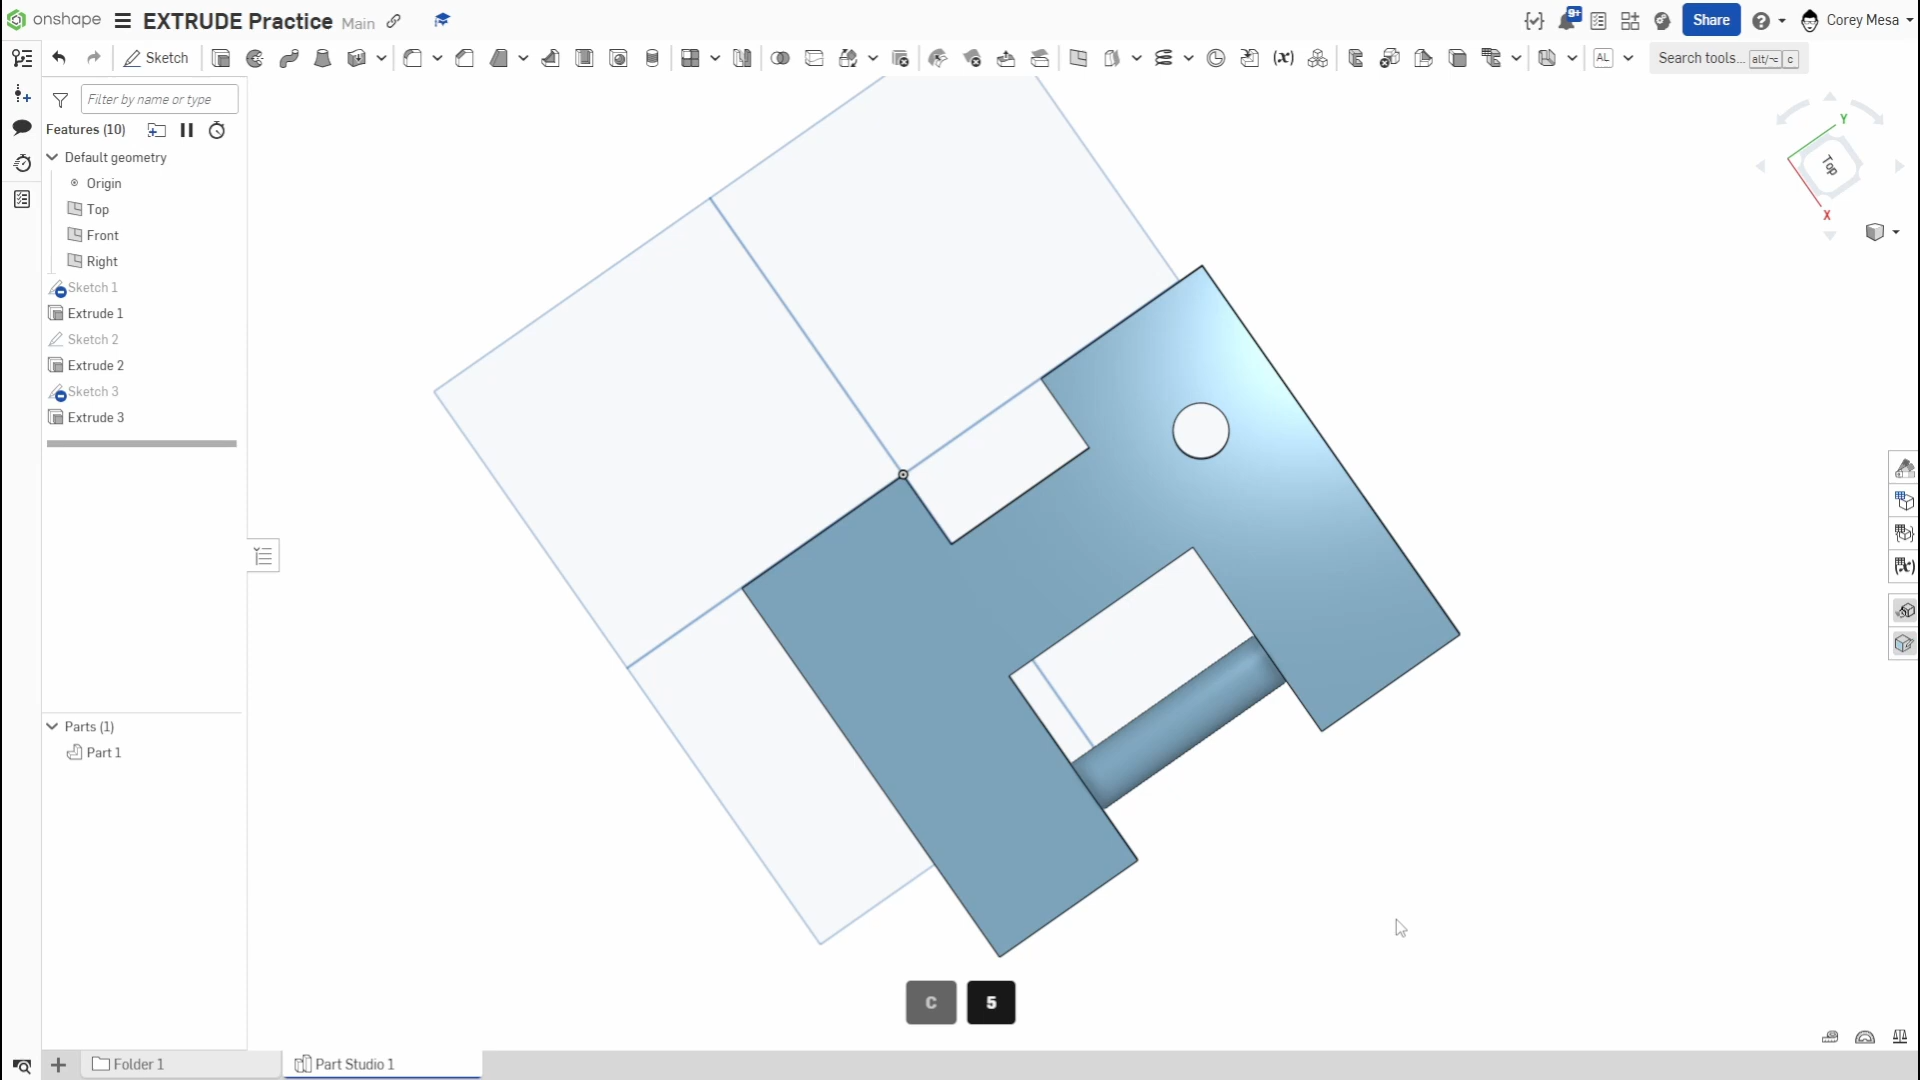 onshape
EXTRUDE Practice Main
9+
Share
Corey Mesa
Sketch
AL
Search tools... alt/⌥ c
Filter by name or type
Features (10)
Default geometry
Origin
Top
Front
Right
Sketch 1
Extrude 1
Sketch 2
Extrude 2
Sketch 3
Extrude 3
Parts (1)
Part 1
Y
Top
X
C 5
Folder 1
Part Studio 1